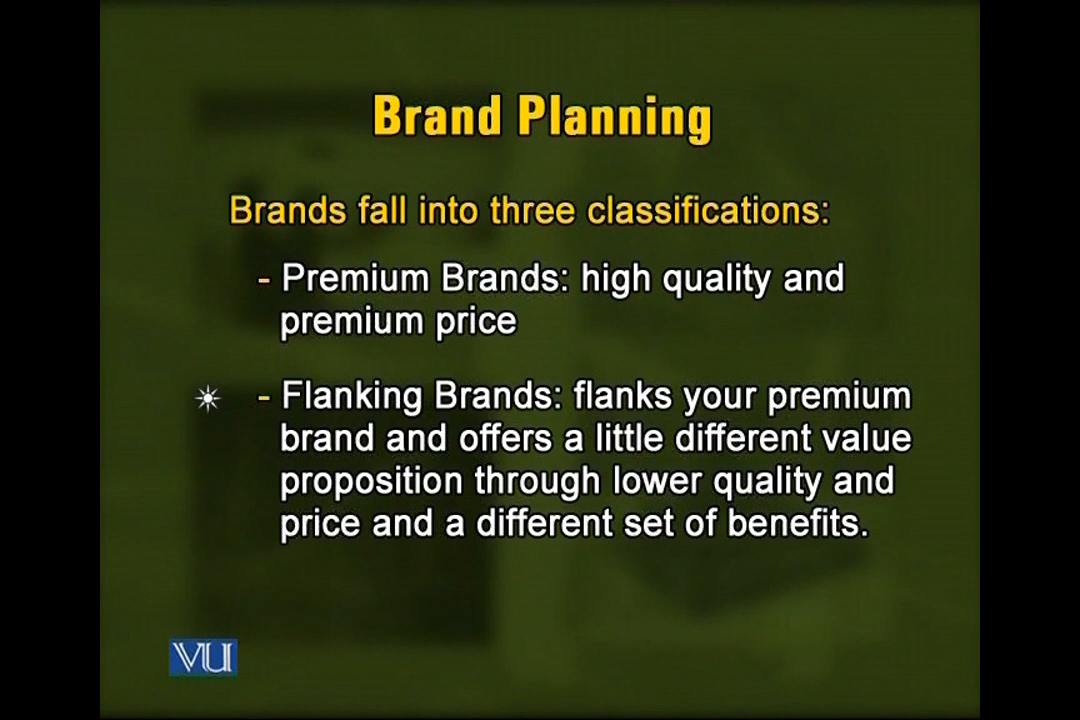 Brand Planning
Brands fall into three classifications:
- Premium Brands: high quality and
premium price
- Flanking Brands: flanks your premium
brand and offers a little different value
proposition through lower quality and
price and a different set of benefits.
VU